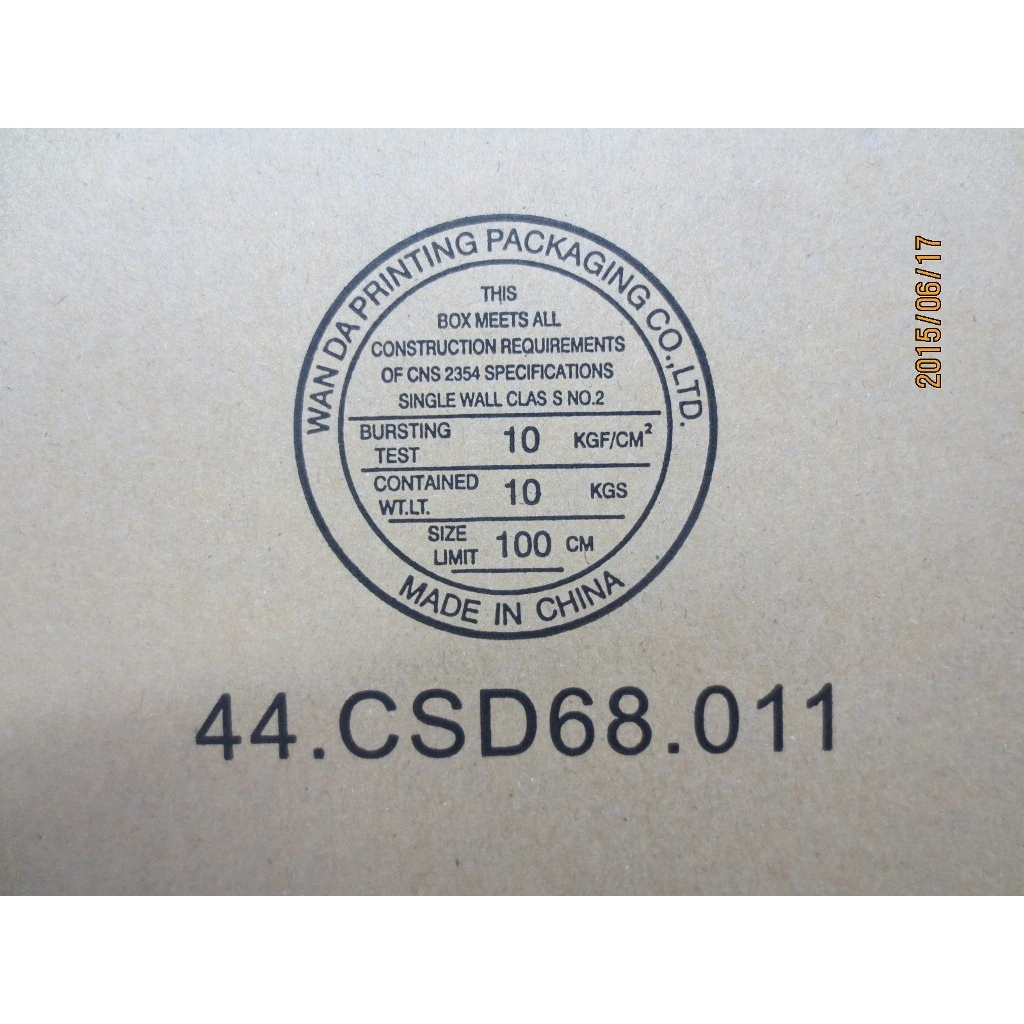 WAN DA PRINTING PACKAGING CO.,LTD.
THIS
BOX MEETS ALL
CONSTRUCTION REQUIREMENTS
OF CNS 2354 SPECIFICATIONS
SINGLE WALL CLAS S NO.2
BURSTING TEST 10 KGF/CM²
CONTAINED WT.LT. 10 KGS
SIZE LIMIT 100 CM
MADE IN CHINA
44.CSD68.011
2015/06/17